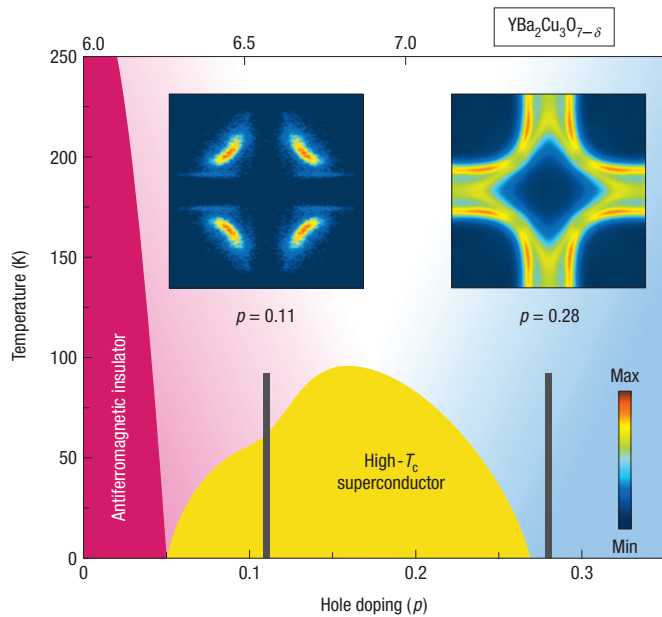 YBa₂Cu₃O₇₋δ
6.0 6.5 7.0
250
200
150
100
50
0
Temperature (K)
Antiferromagnetic insulator
p = 0.11
p = 0.28
High-Tc
superconductor
Max
Min
0 0.1 0.2 0.3
Hole doping (p)